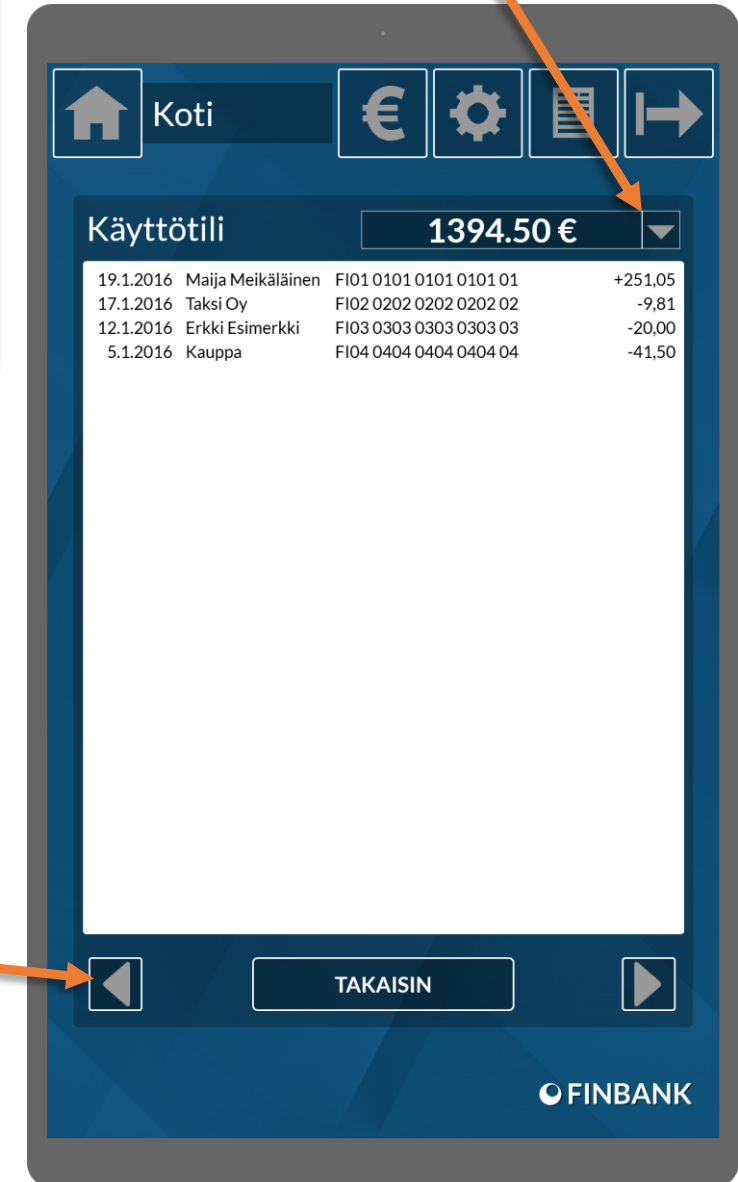 Koti
€
Käyttötili 1394.50 €
19.1.2016 Maija Meikäläinen FI01 0101 0101 0101 01 +251,05
17.1.2016 Taksi Oy FI02 0202 0202 0202 02 -9,81
12.1.2016 Erkki Esimerkki FI03 0303 0303 0303 03 -20,00
5.1.2016 Kauppa FI04 0404 0404 0404 04 -41,50
TAKAISIN
FINBANK